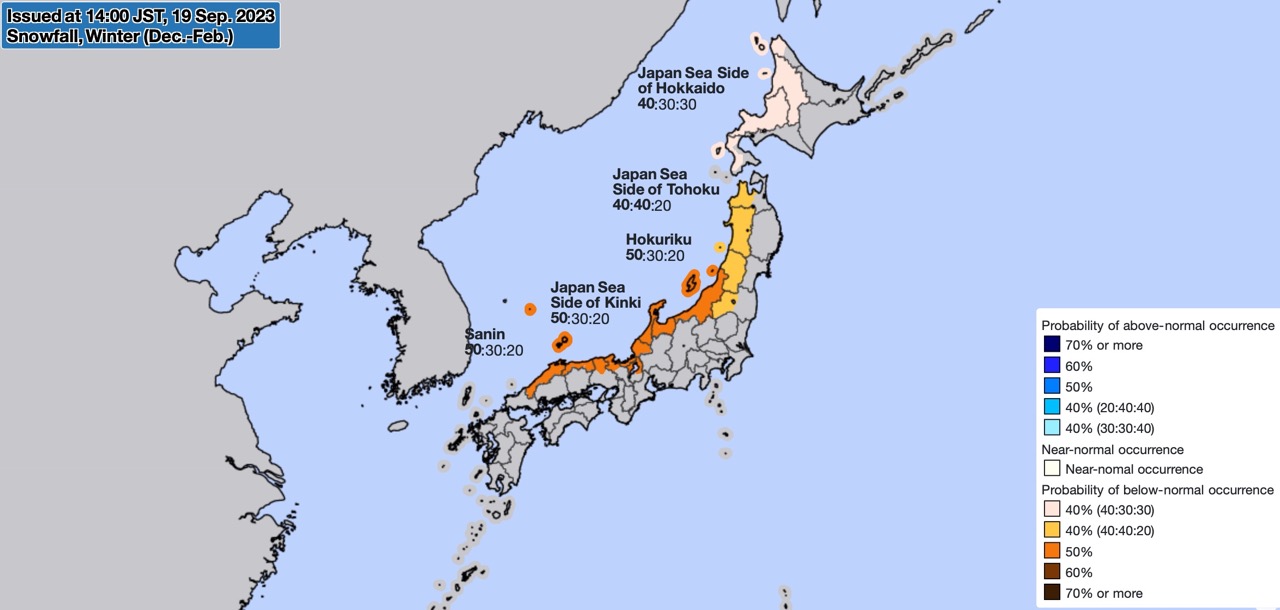 Issued at 14:00 JST, 19 Sep. 2023
Snowfall, Winter (Dec.-Feb.)
Japan Sea Side
of Hokkaido
40:30:30
Japan Sea
Side of Tohoku
40:40:20
Hokuriku
50:30:20
Japan Sea
Side of Kinki
50:30:20
Sanin
50:30:20
Probability of above-normal occurrence
70% or more
60%
50%
40% (20:40:40)
40% (30:30:40)
Near-normal occurrence
Near-nomal occurrence
Probability of below-normal occurrence
40% (40:30:30)
40% (40:40:20)
50%
60%
70% or more